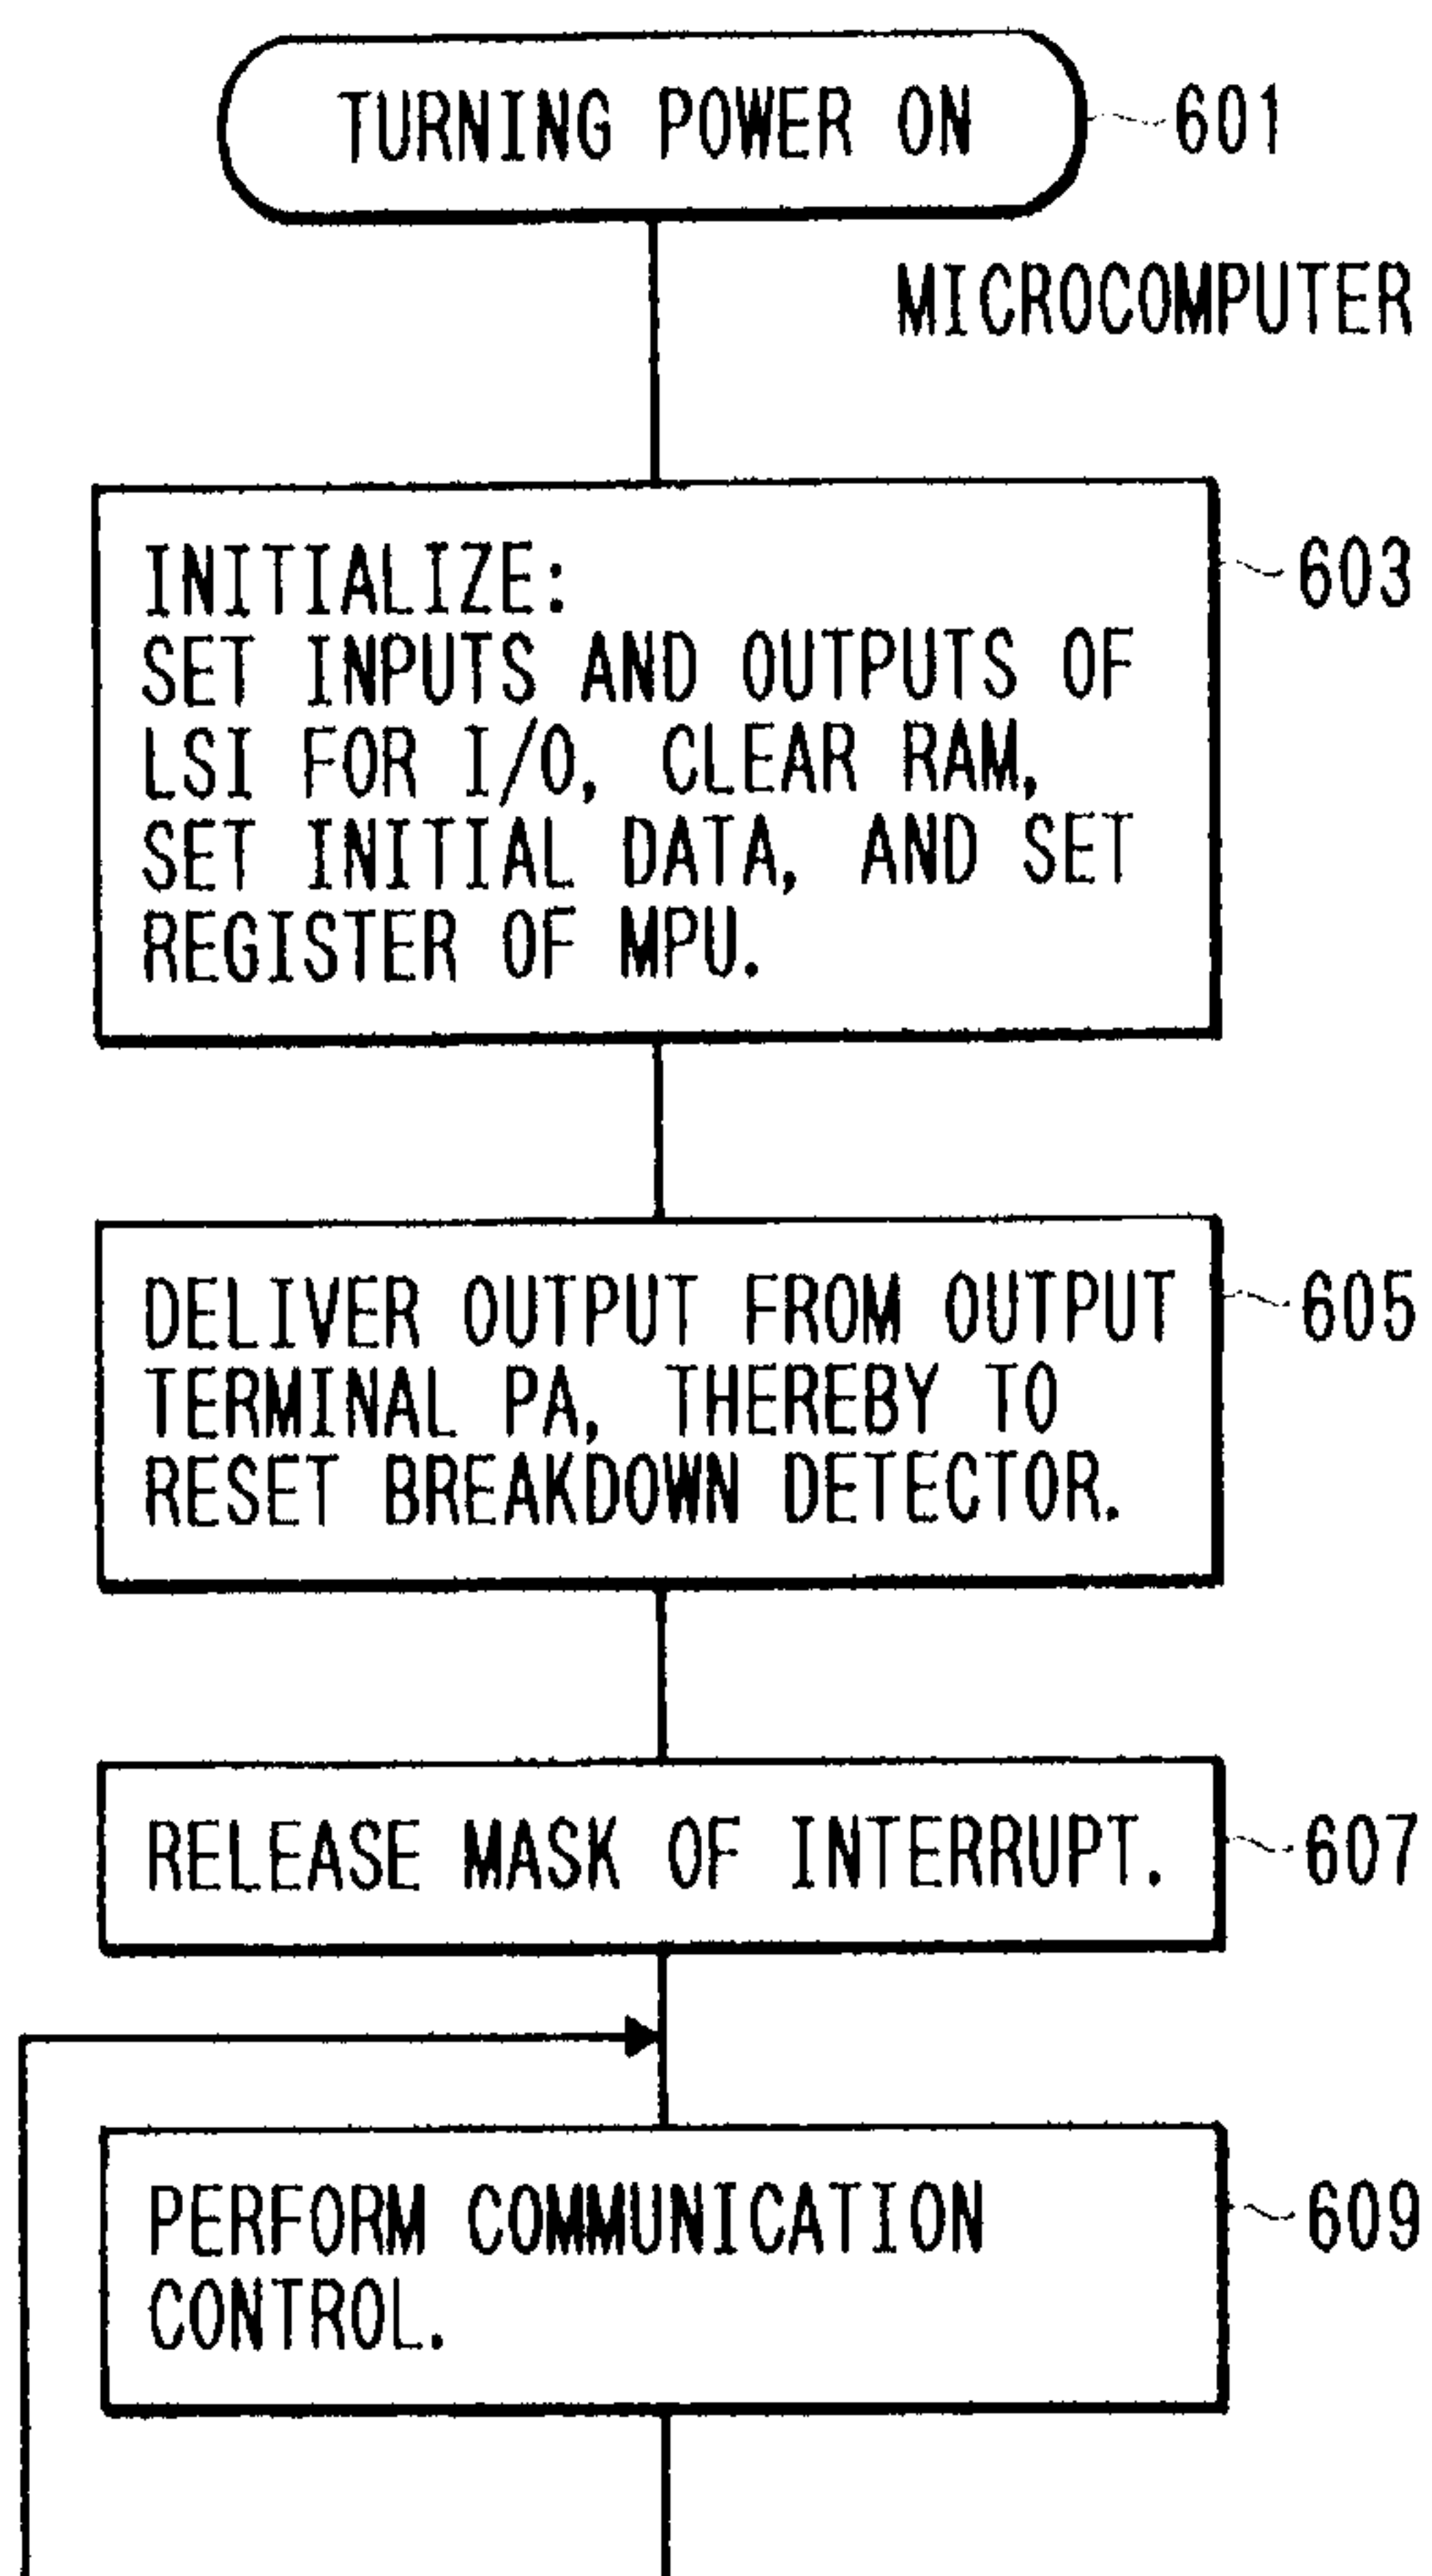 TURNING POWER ON
601
MICROCOMPUTER
INITIALIZE:
603
SET INPUTS AND OUTPUTS OF
LSI FOR I/O, CLEAR RAM,
SET INITIAL DATA, AND SET
REGISTER OF MPU.
DELIVER OUTPUT FROM OUTPUT
605
TERMINAL PA, THEREBY TO
RESET BREAKDOWN DETECTOR.
RELEASE MASK OF INTERRUPT.
607
PERFORM COMMUNICATION
609
CONTROL.